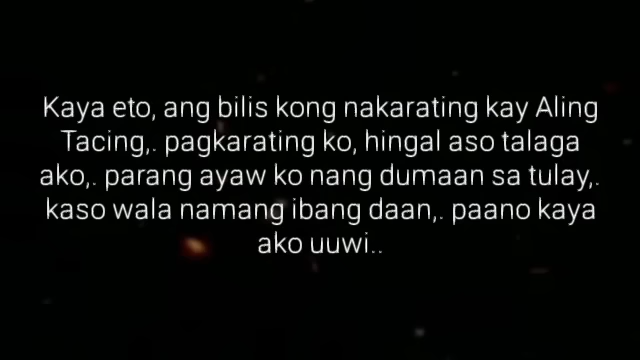 Kaya eto, ang bilis kong nakarating kay Aling
Tacing,. pagkarating ko, hingal aso talaga
ako,. parang ayaw ko nang dumaan sa tulay,.
kaso wala namang ibang daan,. paano kaya
ako uuwi..